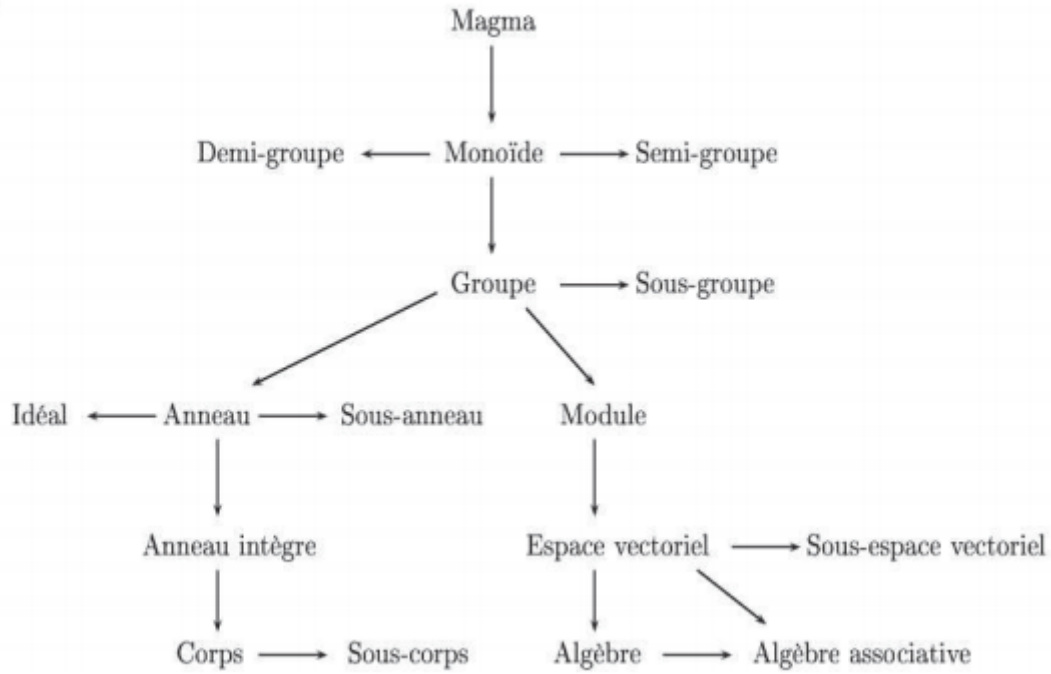 Magma
Demi-groupe Monoïde Semi-groupe
Groupe Sous-groupe
Idéal Anneau Sous-anneau Module
Anneau intègre Espace vectoriel Sous-espace vectoriel
Corps Sous-corps Algèbre Algèbre associative